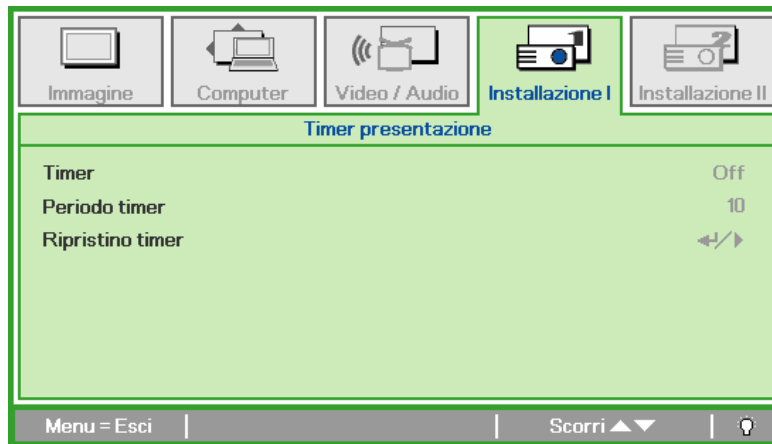 Immagine
Computer
Video / Audio
Installazione I
Installazione II
Timer presentazione
Timer Off
Periodo timer 10
Ripristino timer
Menu = Esci Scorri